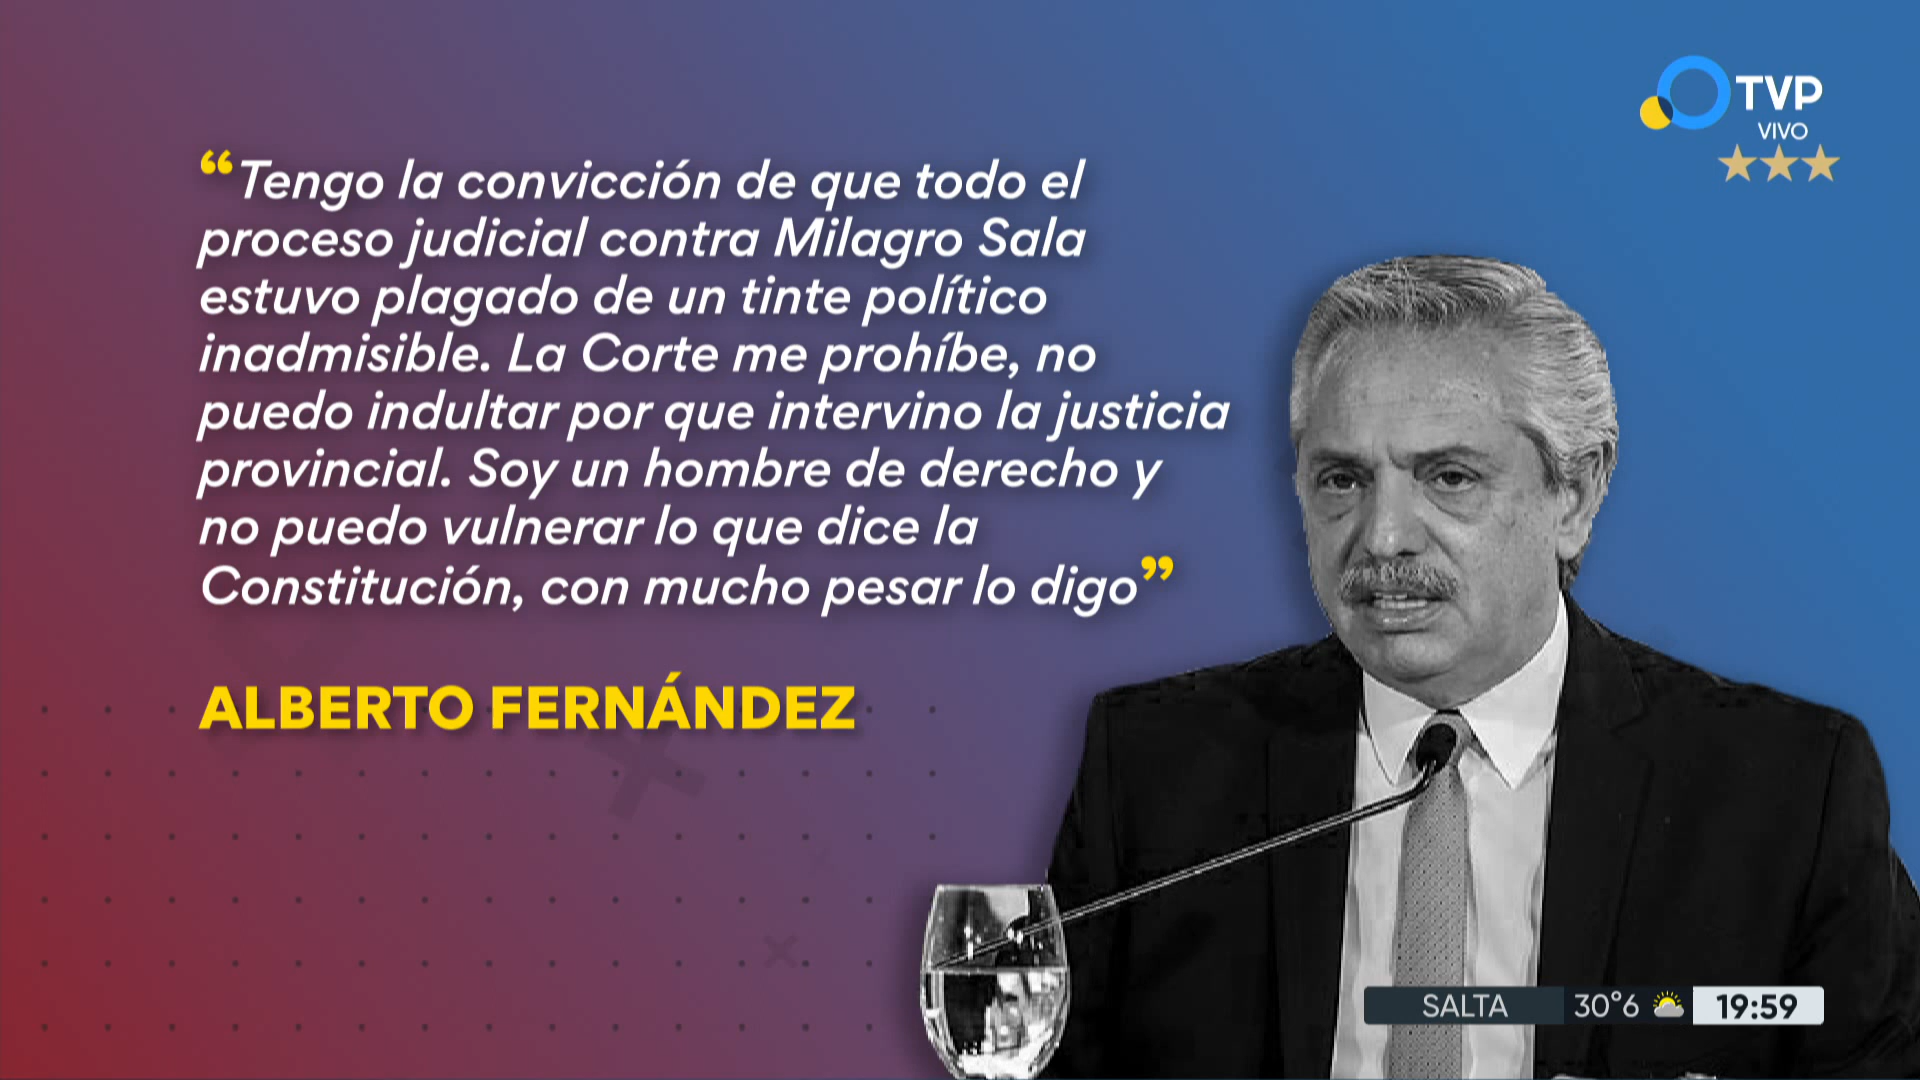 TVP
VIVO
“Tengo la convicción de que todo el
proceso judicial contra Milagro Sala
estuvo plagado de un tinte político
inadmisible. La Corte me prohíbe, no
puedo indultar por que intervino la justicia
provincial. Soy un hombre de derecho y
no puedo vulnerar lo que dice la
Constitución, con mucho pesar lo digo”
ALBERTO FERNÁNDEZ
SALTA 30°6 19:59